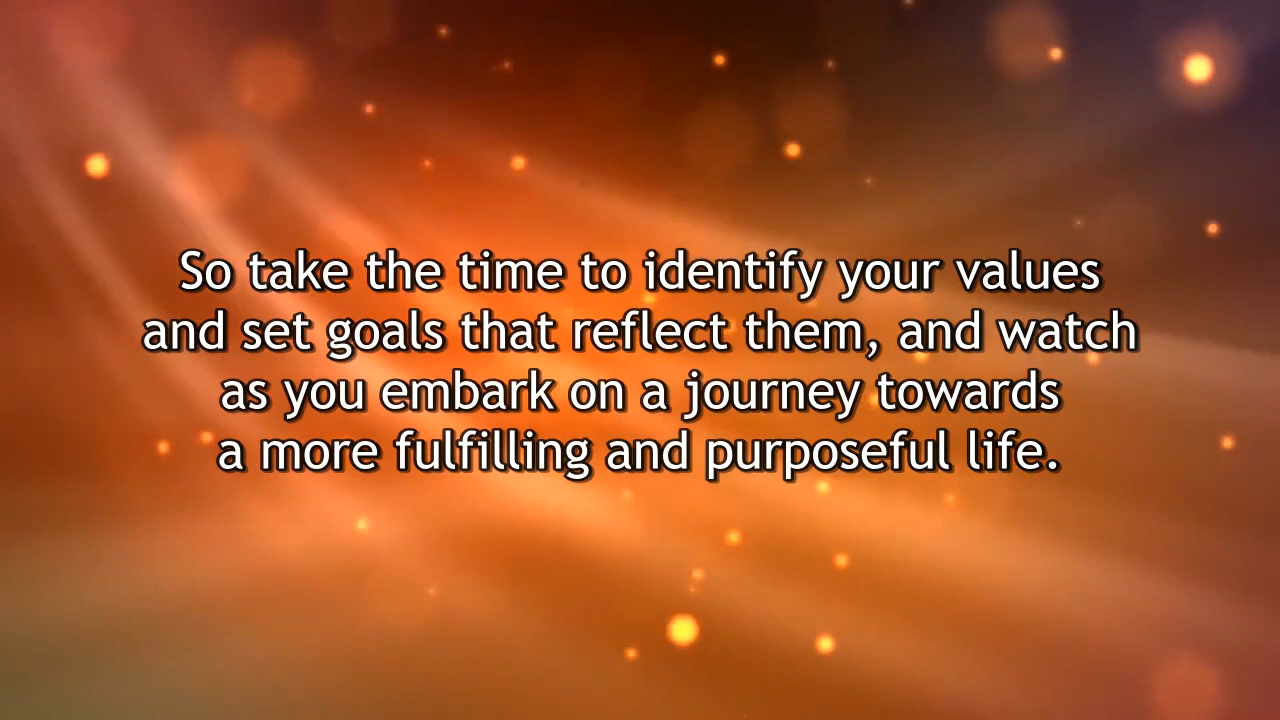 So take the time to identify your values
and set goals that reflect them, and watch
as you embark on a journey towards
a more fulfilling and purposeful life.